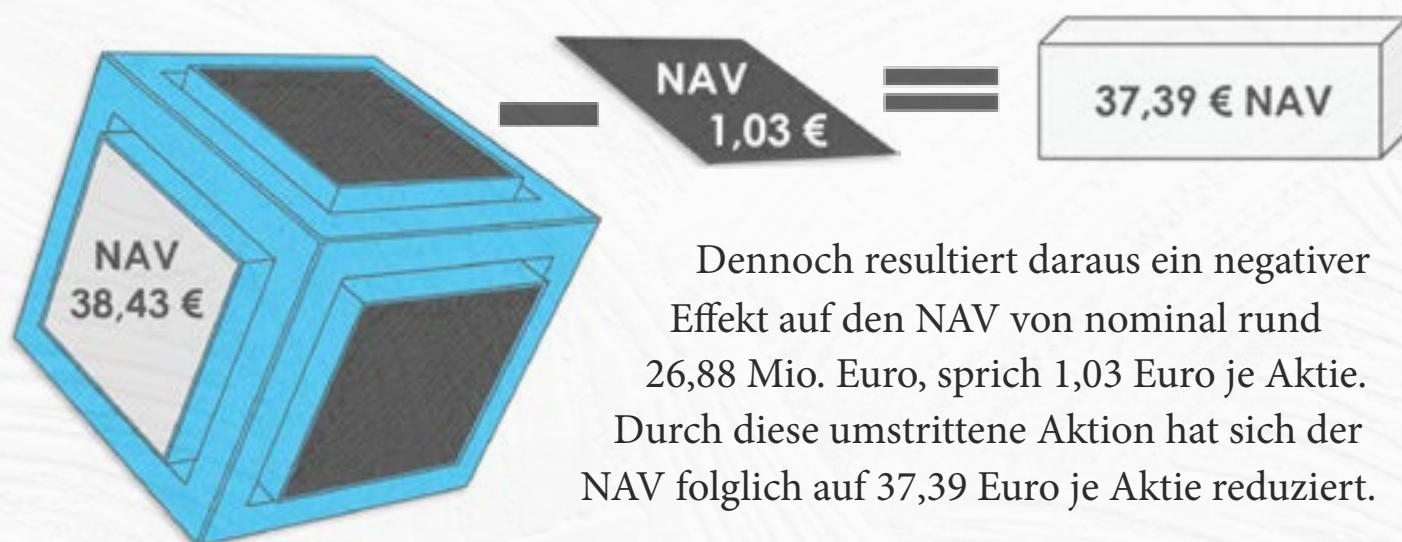 NAV
1,03 €
37,39 € NAV
NAV
38,43 €
Dennoch resultiert daraus ein negativer
Effekt auf den NAV von nominal rund
26,88 Mio. Euro, sprich 1,03 Euro je Aktie.
Durch diese umstrittene Aktion hat sich der
NAV folglich auf 37,39 Euro je Aktie reduziert.